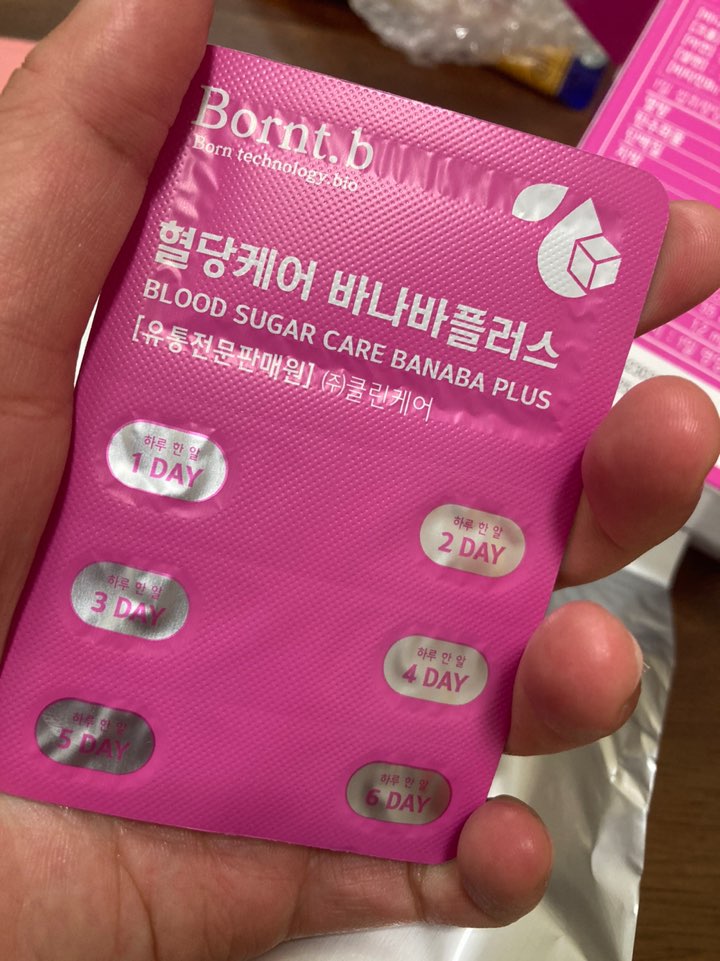 Bornt.b
Born technology.bio
혈당케어 바나바플러스
BLOOD SUGAR CARE BANABA PLUS
[유통전문판매원] (주)쿨린케어
하루 한 알
1 DAY
하루 한 알
2 DAY
하루 한 알
3 DAY
하루 한 알
4 DAY
하루 한 알
5 DAY
하루 한 알
6 DAY